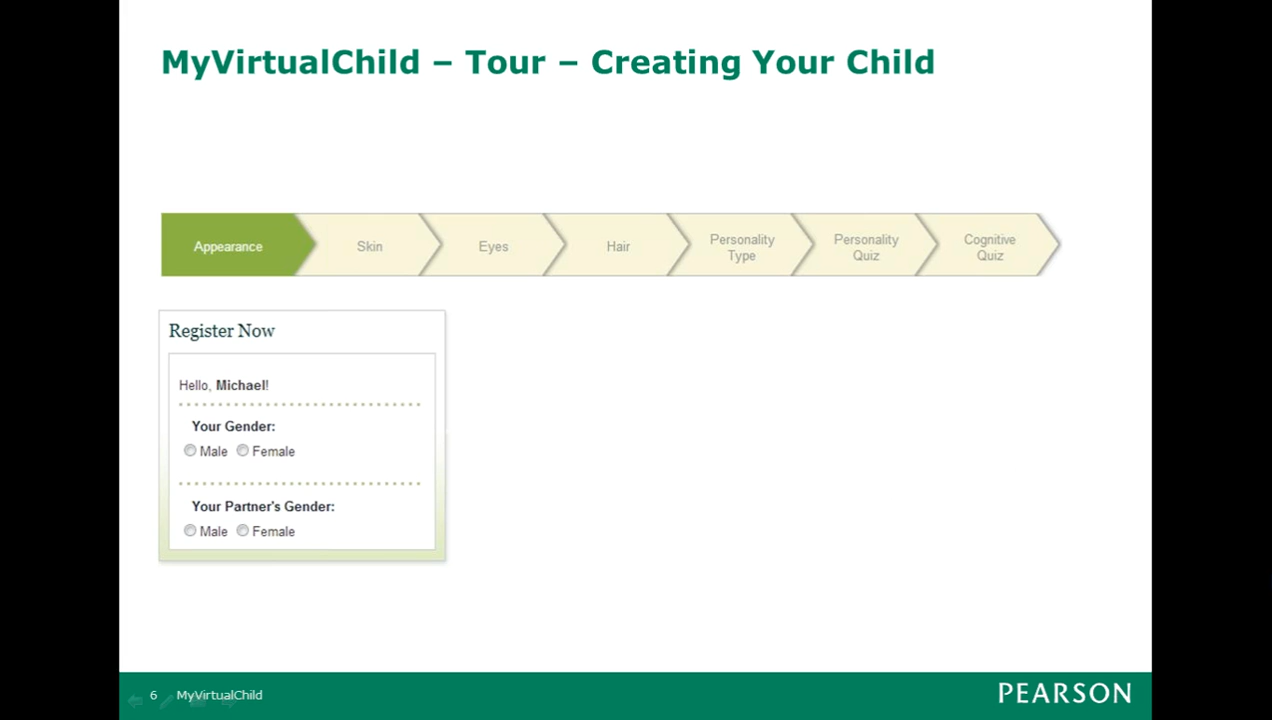 MyVirtualChild – Tour – Creating Your Child
Appearance
Skin
Eyes
Hair
Personality
Type
Personality
Quiz
Cognitive
Quiz
Register Now
Hello, Michael!
Your Gender:
Male Female
Your Partner's Gender:
Male Female
6 MyVirtualChild
PEARSON